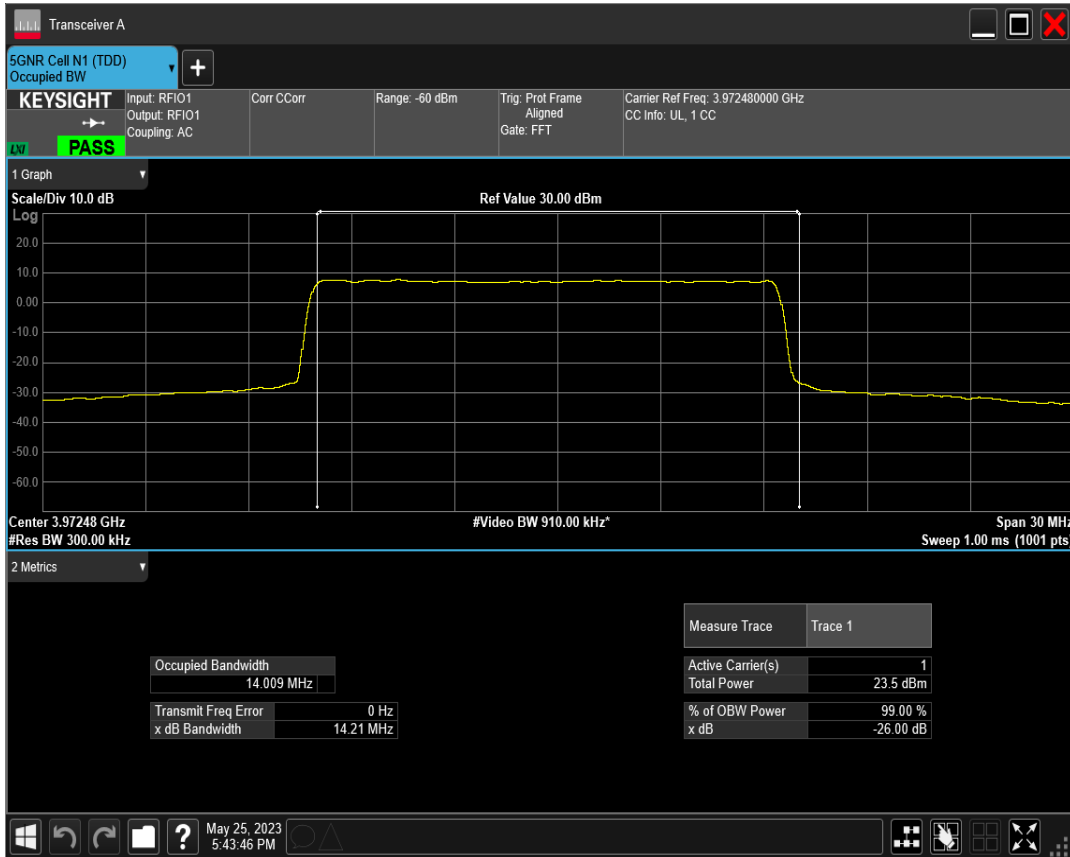 Transceiver A
5GNR Cell N1 (TDD)
Occupied BW
+
KEYSIGHT
LXI
PASS
Input: RFIO1
Output: RFIO1
Coupling: AC
Corr CCorr
Range: -60 dBm
Trig: Prot Frame
Aligned
Gate: FFT
Carrier Ref Freq: 3.972480000 GHz
CC Info: UL, 1 CC
1 Graph
Scale/Div 10.0 dB
Ref Value 30.00 dBm
Log
20.0
10.0
0.00
-10.0
-20.0
-30.0
-40.0
-50.0
-60.0
Center 3.97248 GHz
#Video BW 910.00 kHz*
Span 30 MHz
#Res BW 300.00 kHz
Sweep 1.00 ms (1001 pts)
2 Metrics
Measure Trace Trace 1
Occupied Bandwidth
14.009 MHz
Active Carrier(s) 1
Total Power 23.5 dBm
Transmit Freq Error 0 Hz
x dB Bandwidth 14.21 MHz
% of OBW Power 99.00 %
x dB -26.00 dB
?
May 25, 2023
5:43:46 PM